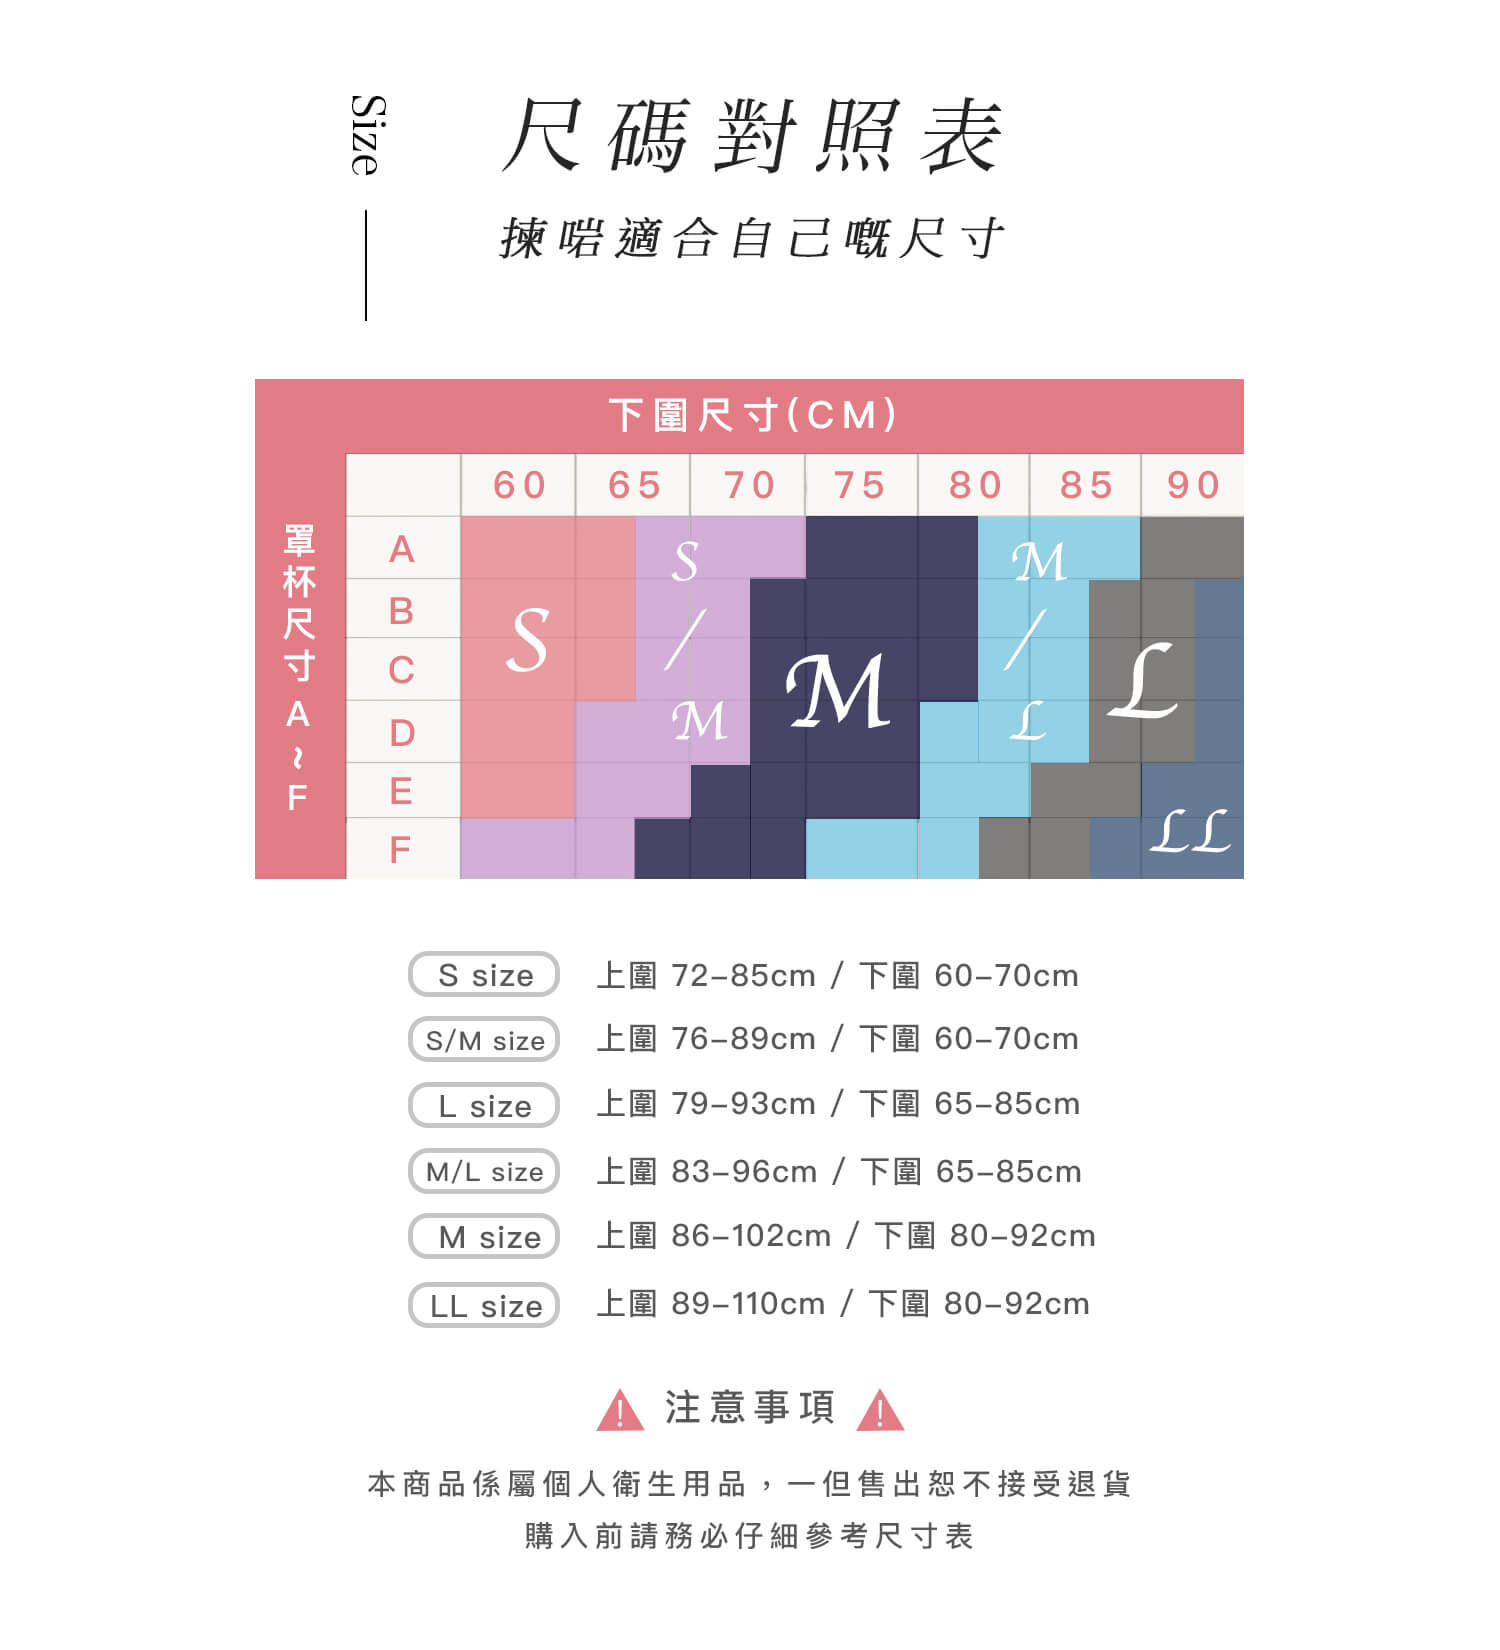 Size
尺碼對照表
揀啱適合自己嘅尺寸
下圍尺寸(CM)
60 65 70 75 80 85 90
罩杯尺寸A~F
A
B
C
D
E
F
S
S/M
M
M/L
L
LL
S size 上圍 72–85cm / 下圍 60–70cm
S/M size 上圍 76–89cm / 下圍 60–70cm
L size 上圍 79–93cm / 下圍 65–85cm
M/L size 上圍 83–96cm / 下圍 65–85cm
M size 上圍 86–102cm / 下圍 80–92cm
LL size 上圍 89–110cm / 下圍 80–92cm
! 注意事項 !
本商品係屬個人衛生用品，一但售出恕不接受退貨
購入前請務必仔細參考尺寸表